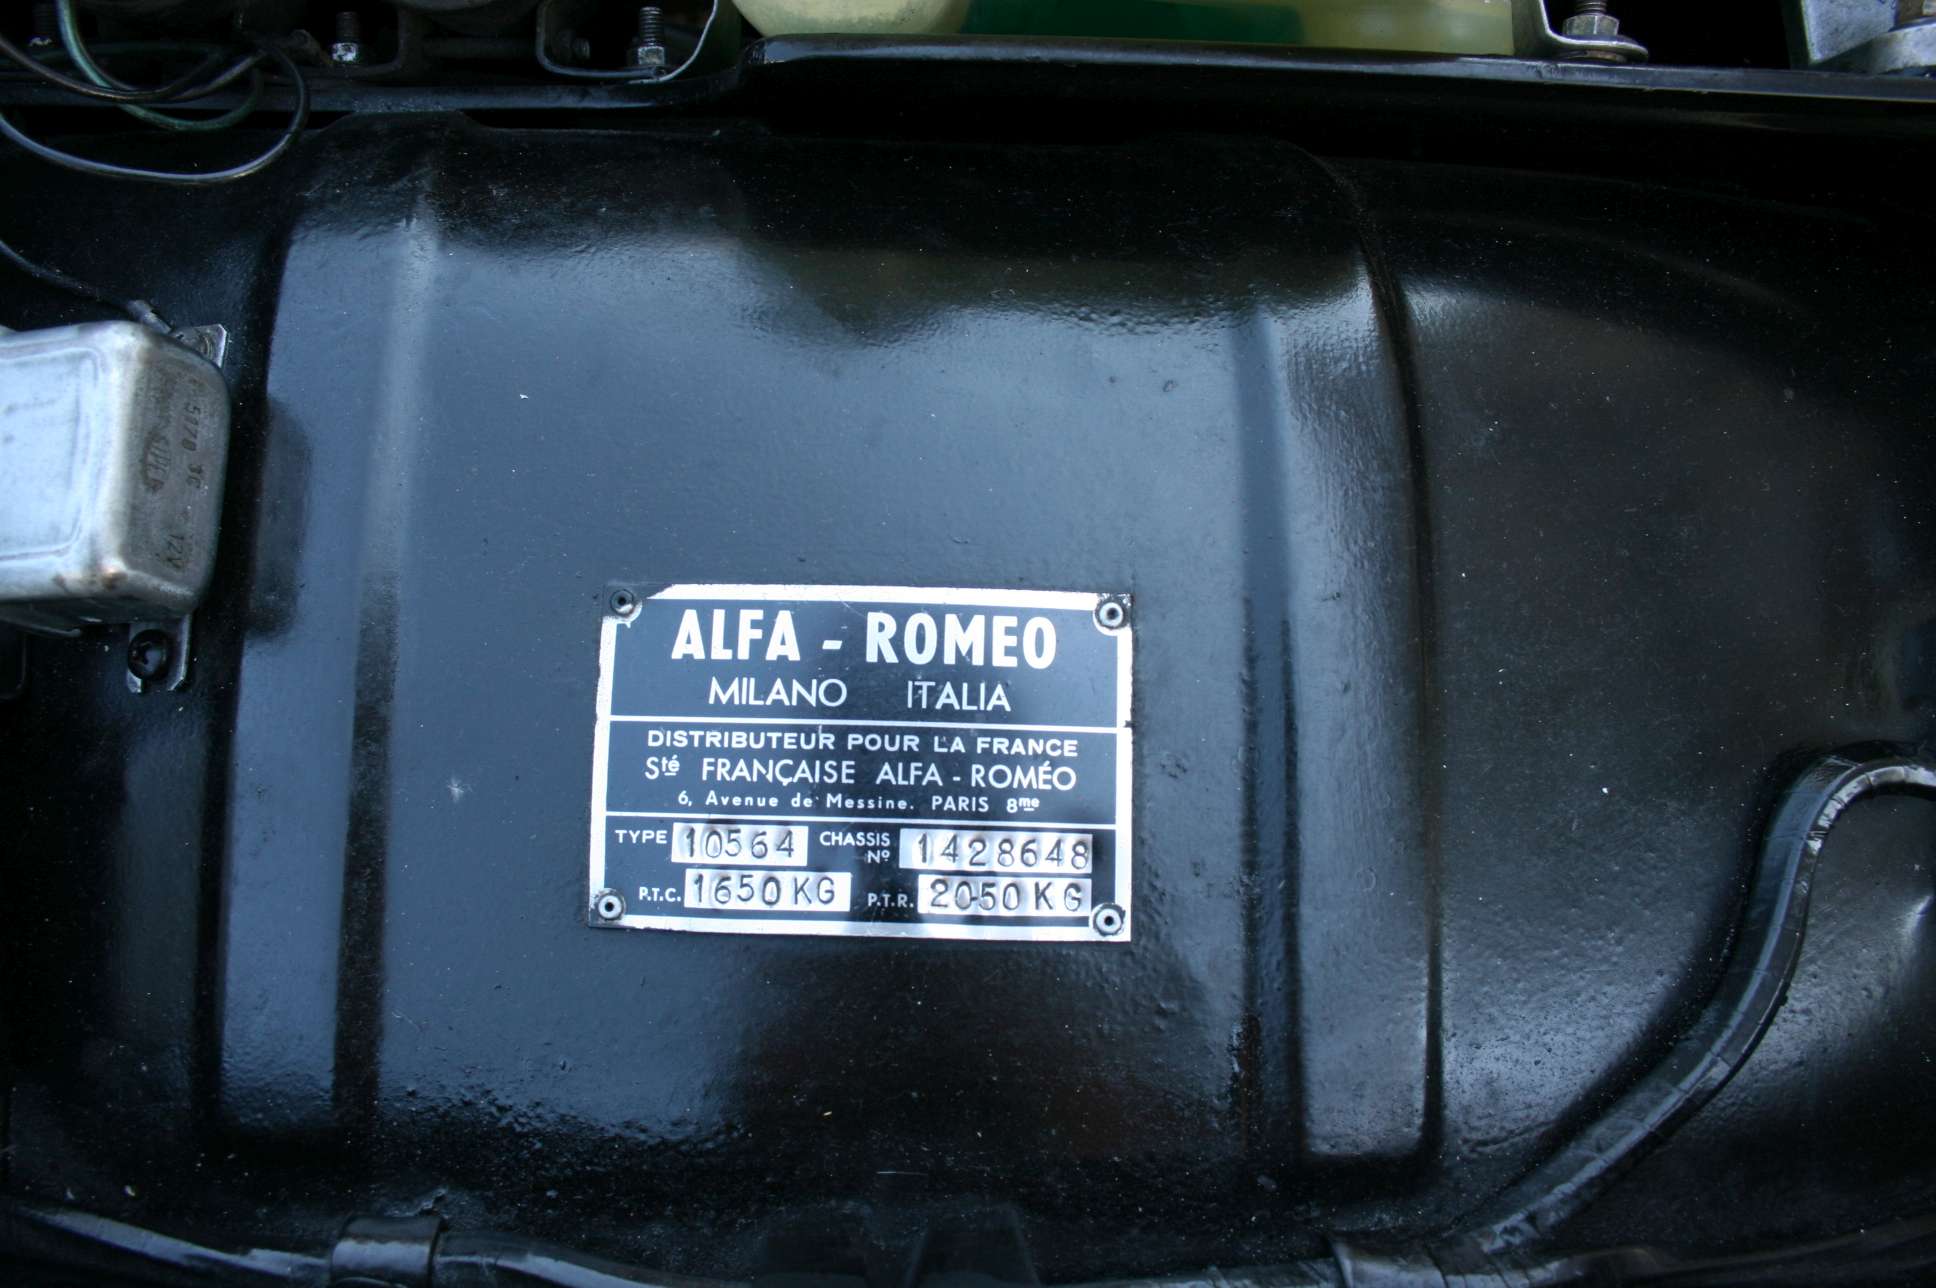 ALFA - ROMEO
MILANO ITALIA
DISTRIBUTEUR POUR LA FRANCE
Sté FRANÇAISE ALFA - ROMÉO
6, Avenue de Messine. PARIS 8me
TYPE 10564 CHASSIS Nº 1428648
P.T.C. 1650 KG P.T.R. 2050 KG
12V